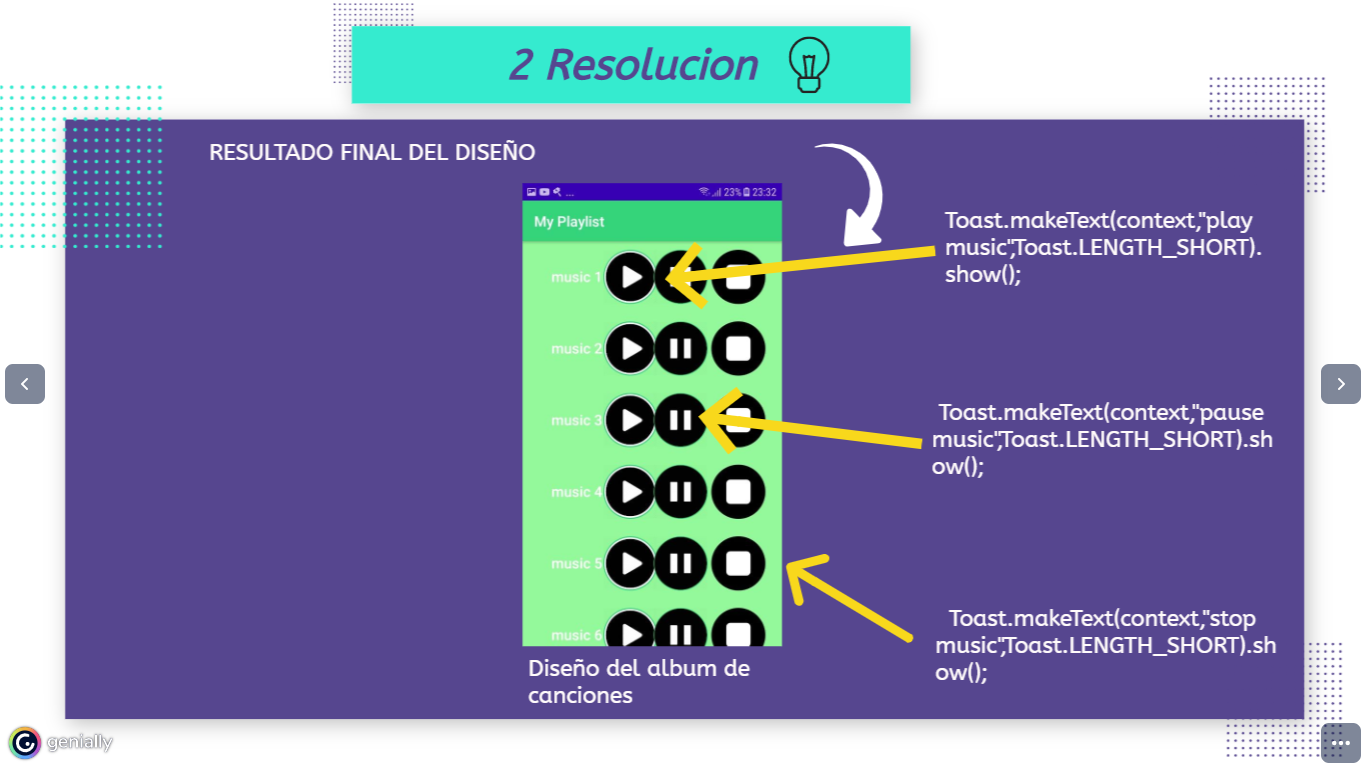 2 Resolucion
RESULTADO FINAL DEL DISEÑO
... 23% 23:32
My Playlist
music 1
music 2
music 3
music 4
music 5
music 6
Diseño del album de
canciones
Toast.makeText(context,"play
music",Toast.LENGTH_SHORT).
show();
Toast.makeText(context,"pause
music",Toast.LENGTH_SHORT).sh
ow();
Toast.makeText(context,"stop
music",Toast.LENGTH_SHORT).sh
ow();
genially